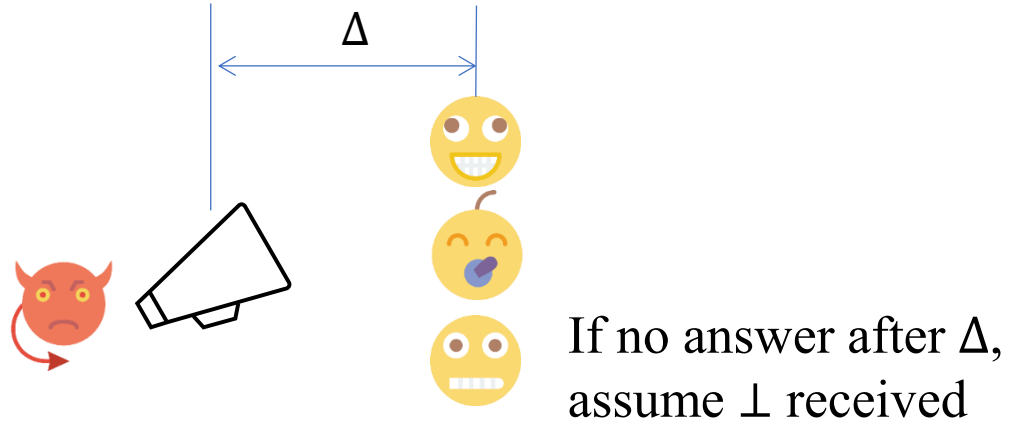 Δ
If no answer after Δ,
assume ⊥ received